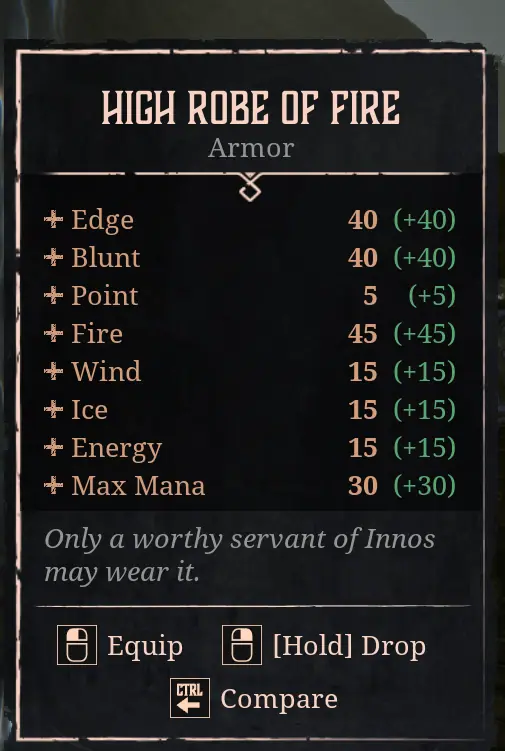 HIGH ROBE OF FIRE
Armor
Edge 40 (+40)
Blunt 40 (+40)
Point 5 (+5)
Fire 45 (+45)
Wind 15 (+15)
Ice 15 (+15)
Energy 15 (+15)
Max Mana 30 (+30)
Only a worthy servant of Innos
may wear it.
Equip [Hold] Drop
CTRL Compare